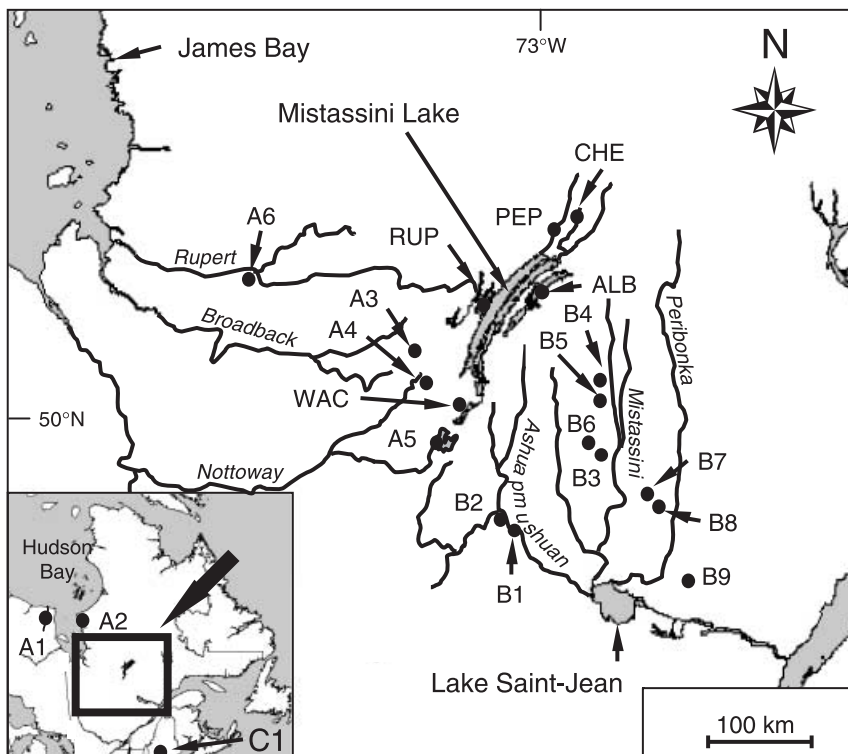 73°W
James Bay
N
Mistassini Lake
CHE
PEP
A6
RUP
Rupert
ALB
A3
B4
Peribonka
Broadback
A4
B5
WAC
50°N
Mistassini
B6
A5
Ashua pm ushuan
B3
B7
Nottoway
B2
B8
Hudson
Bay
B1
B9
A1
A2
Lake Saint-Jean
C1
100 km